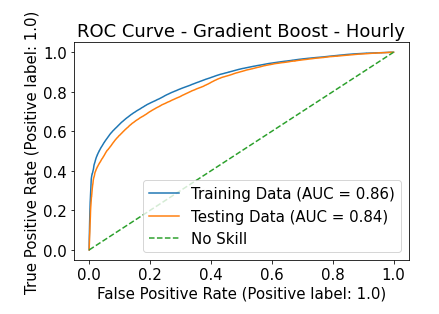 ROC Curve - Gradient Boost - Hourly
True Positive Rate (Positive label: 1.0)
1.0
0.8
0.6
0.4
0.2
0.0
Training Data (AUC = 0.86)
Testing Data (AUC = 0.84)
No Skill
0.0 0.2 0.4 0.6 0.8 1.0
False Positive Rate (Positive label: 1.0)